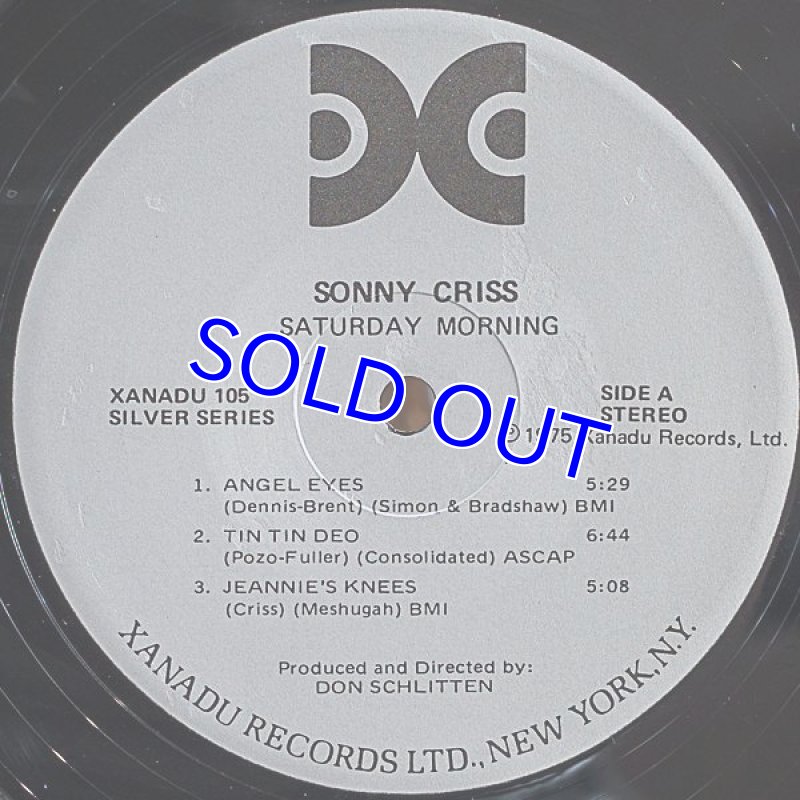 SONNY CRISS
SATURDAY MORNING
SOLD OUT
XANADU 105
SILVER SERIES
SIDE A
STEREO
℗ 1975 Xanadu Records, Ltd.
1. ANGEL EYES 5:29
(Dennis-Brent) (Simon & Bradshaw) BMI
2. TIN TIN DEO 6:44
(Pozo-Fuller) (Consolidated) ASCAP
3. JEANNIE'S KNEES 5:08
(Criss) (Meshugah) BMI
Produced and Directed by:
DON SCHLITTEN
XANADU RECORDS LTD., NEW YORK, N.Y.